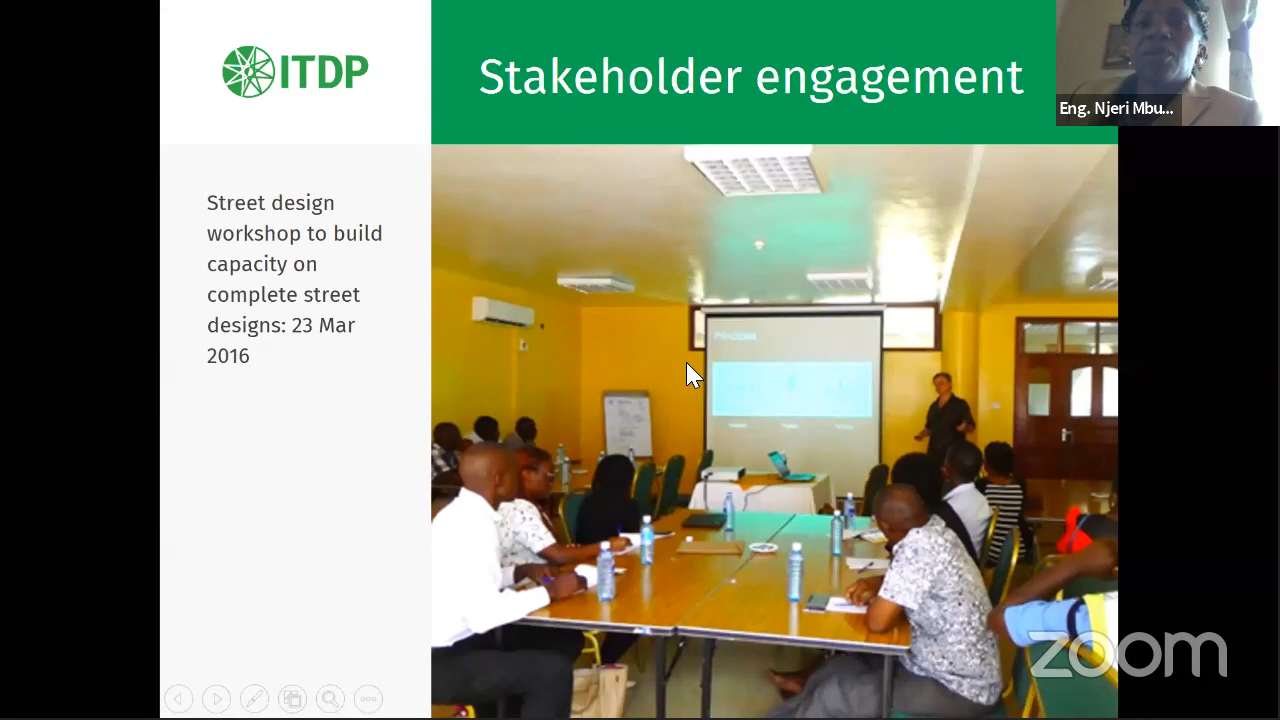 ITDP
Stakeholder engagement
Eng. Njeri Mbu...
Street design
workshop to build
capacity on
complete street
designs: 23 Mar
2016
Principles
zoom